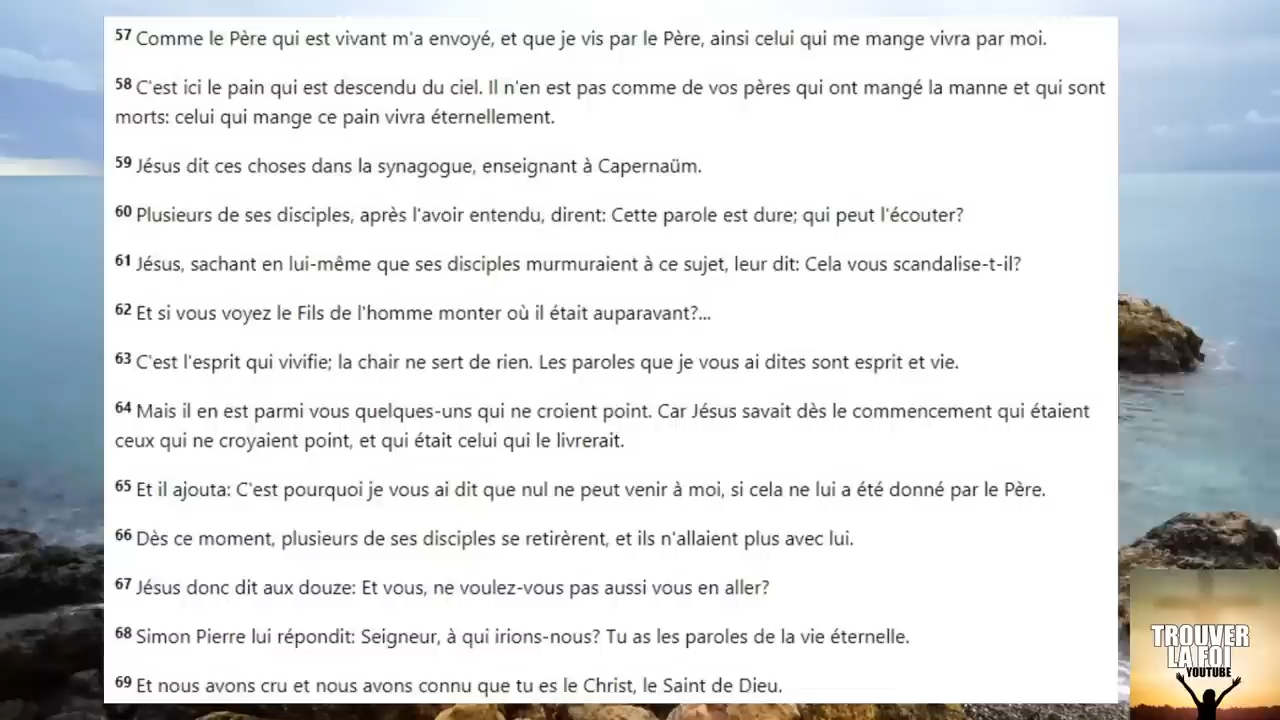 57 Comme le Père qui est vivant m'a envoyé, et que je vis par le Père, ainsi celui qui me mange vivra par moi.
58 C'est ici le pain qui est descendu du ciel. Il n'en est pas comme de vos pères qui ont mangé la manne et qui sont
morts: celui qui mange ce pain vivra éternellement.
59 Jésus dit ces choses dans la synagogue, enseignant à Capernaüm.
60 Plusieurs de ses disciples, après l'avoir entendu, dirent: Cette parole est dure; qui peut l'écouter?
61 Jésus, sachant en lui-même que ses disciples murmuraient à ce sujet, leur dit: Cela vous scandalise-t-il?
62 Et si vous voyez le Fils de l'homme monter où il était auparavant?...
63 C'est l'esprit qui vivifie; la chair ne sert de rien. Les paroles que je vous ai dites sont esprit et vie.
64 Mais il en est parmi vous quelques-uns qui ne croient point. Car Jésus savait dès le commencement qui étaient
ceux qui ne croyaient point, et qui était celui qui le livrerait.
65 Et il ajouta: C'est pourquoi je vous ai dit que nul ne peut venir à moi, si cela ne lui a été donné par le Père.
66 Dès ce moment, plusieurs de ses disciples se retirèrent, et ils n'allaient plus avec lui.
67 Jésus donc dit aux douze: Et vous, ne voulez-vous pas aussi vous en aller?
68 Simon Pierre lui répondit: Seigneur, à qui irions-nous? Tu as les paroles de la vie éternelle.
69 Et nous avons cru et nous avons connu que tu es le Christ, le Saint de Dieu.
TROUVER
LA FOI
YOUTUBE